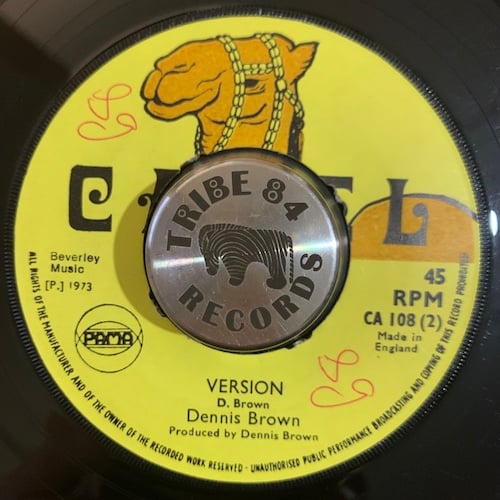 C L
TRIBE 84
RECORDS
Beverley
Music
[P.] 1973
45
RPM
CA 108 (2)
Made in
England
PAMA
VERSION
D. Brown
Dennis Brown
Produced by Dennis Brown
ALL RIGHTS OF THE MANUFACTURER AND OF THE OWNER OF THE RECORDED WORK RESERVED - UNAUTHORISED PUBLIC PERFORMANCE BROADCASTING AND COPYING OF THIS RECORD PROHIBITED